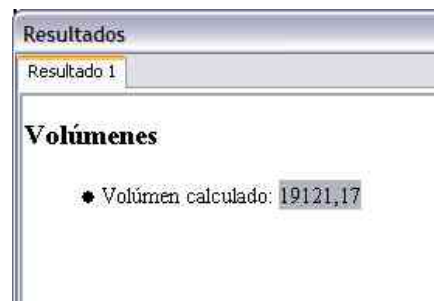 Resultados
Resultado 1
Volúmenes
● Volúmen calculado: 19121,17